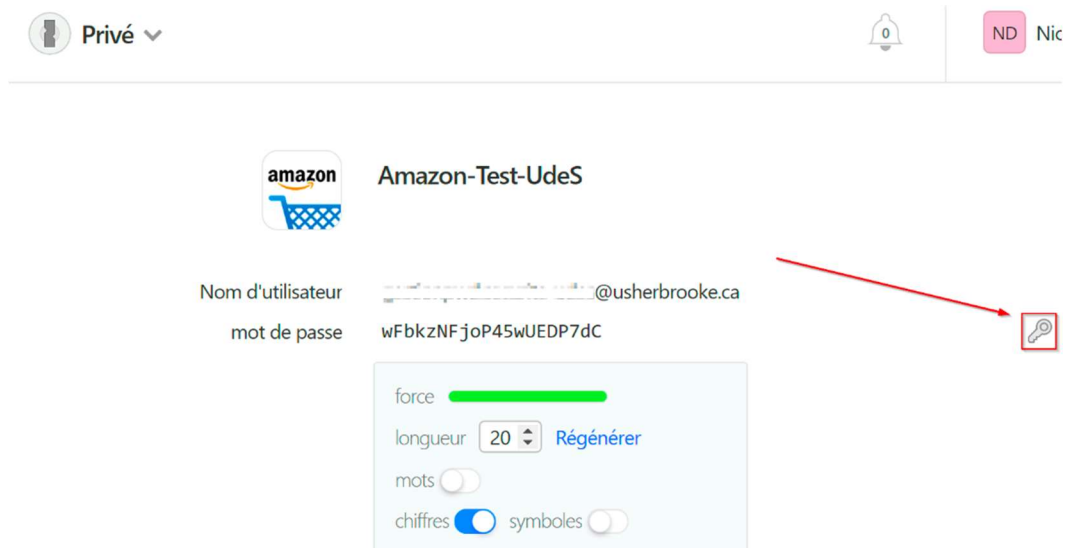 Privé
0
ND Nic
amazon
Amazon-Test-UdeS
Nom d'utilisateur @usherbrooke.ca
mot de passe wFbkzNFjoP45wUEDP7dC
force
longueur 20 Régénérer
mots
chiffres symboles